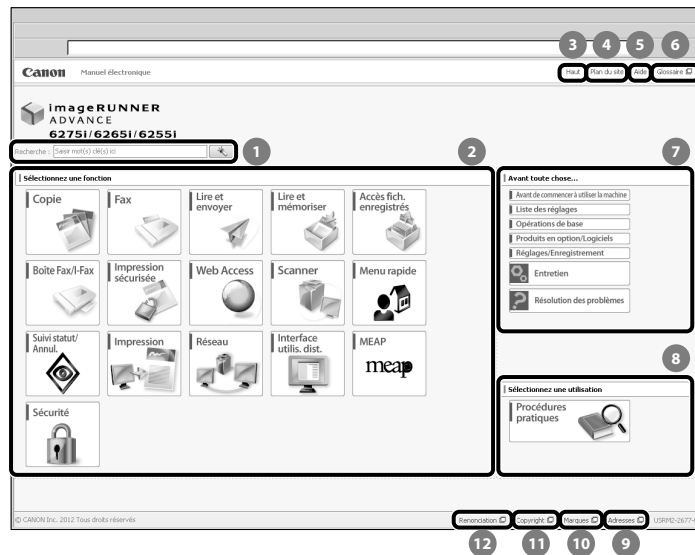 3 4 5 6
Canon Manuel électronique
Haut Plan du site Aide Glossaire
imageRUNNER
ADVANCE
6275i/6265i/6255i
Recherche : Saisir mot(s) clé(s) ici
1
2
Sélectionnez une fonction
Copie
Fax
Lire et
envoyer
Lire et
mémoriser
Accès fich.
enregistrés
Boîte Fax/I-Fax
Impression
sécurisée
Web Access
Scanner
Menu rapide
Suivi statut/
Annul.
Impression
Réseau
Interface
utilis. dist.
MEAP
meap
Sécurité
7
Avant toute chose...
Avant de commencer à utiliser la machine
Liste des réglages
Opérations de base
Produits en option/Logiciels
Réglages/Enregistrement
Entretien
Résolution des problèmes
8
Sélectionnez une utilisation
Procédures
pratiques
© CANON Inc. 2012 Tous droits réservés
Renonciation Copyright Marques Adresses USRM2-2677-
12 11 10 9